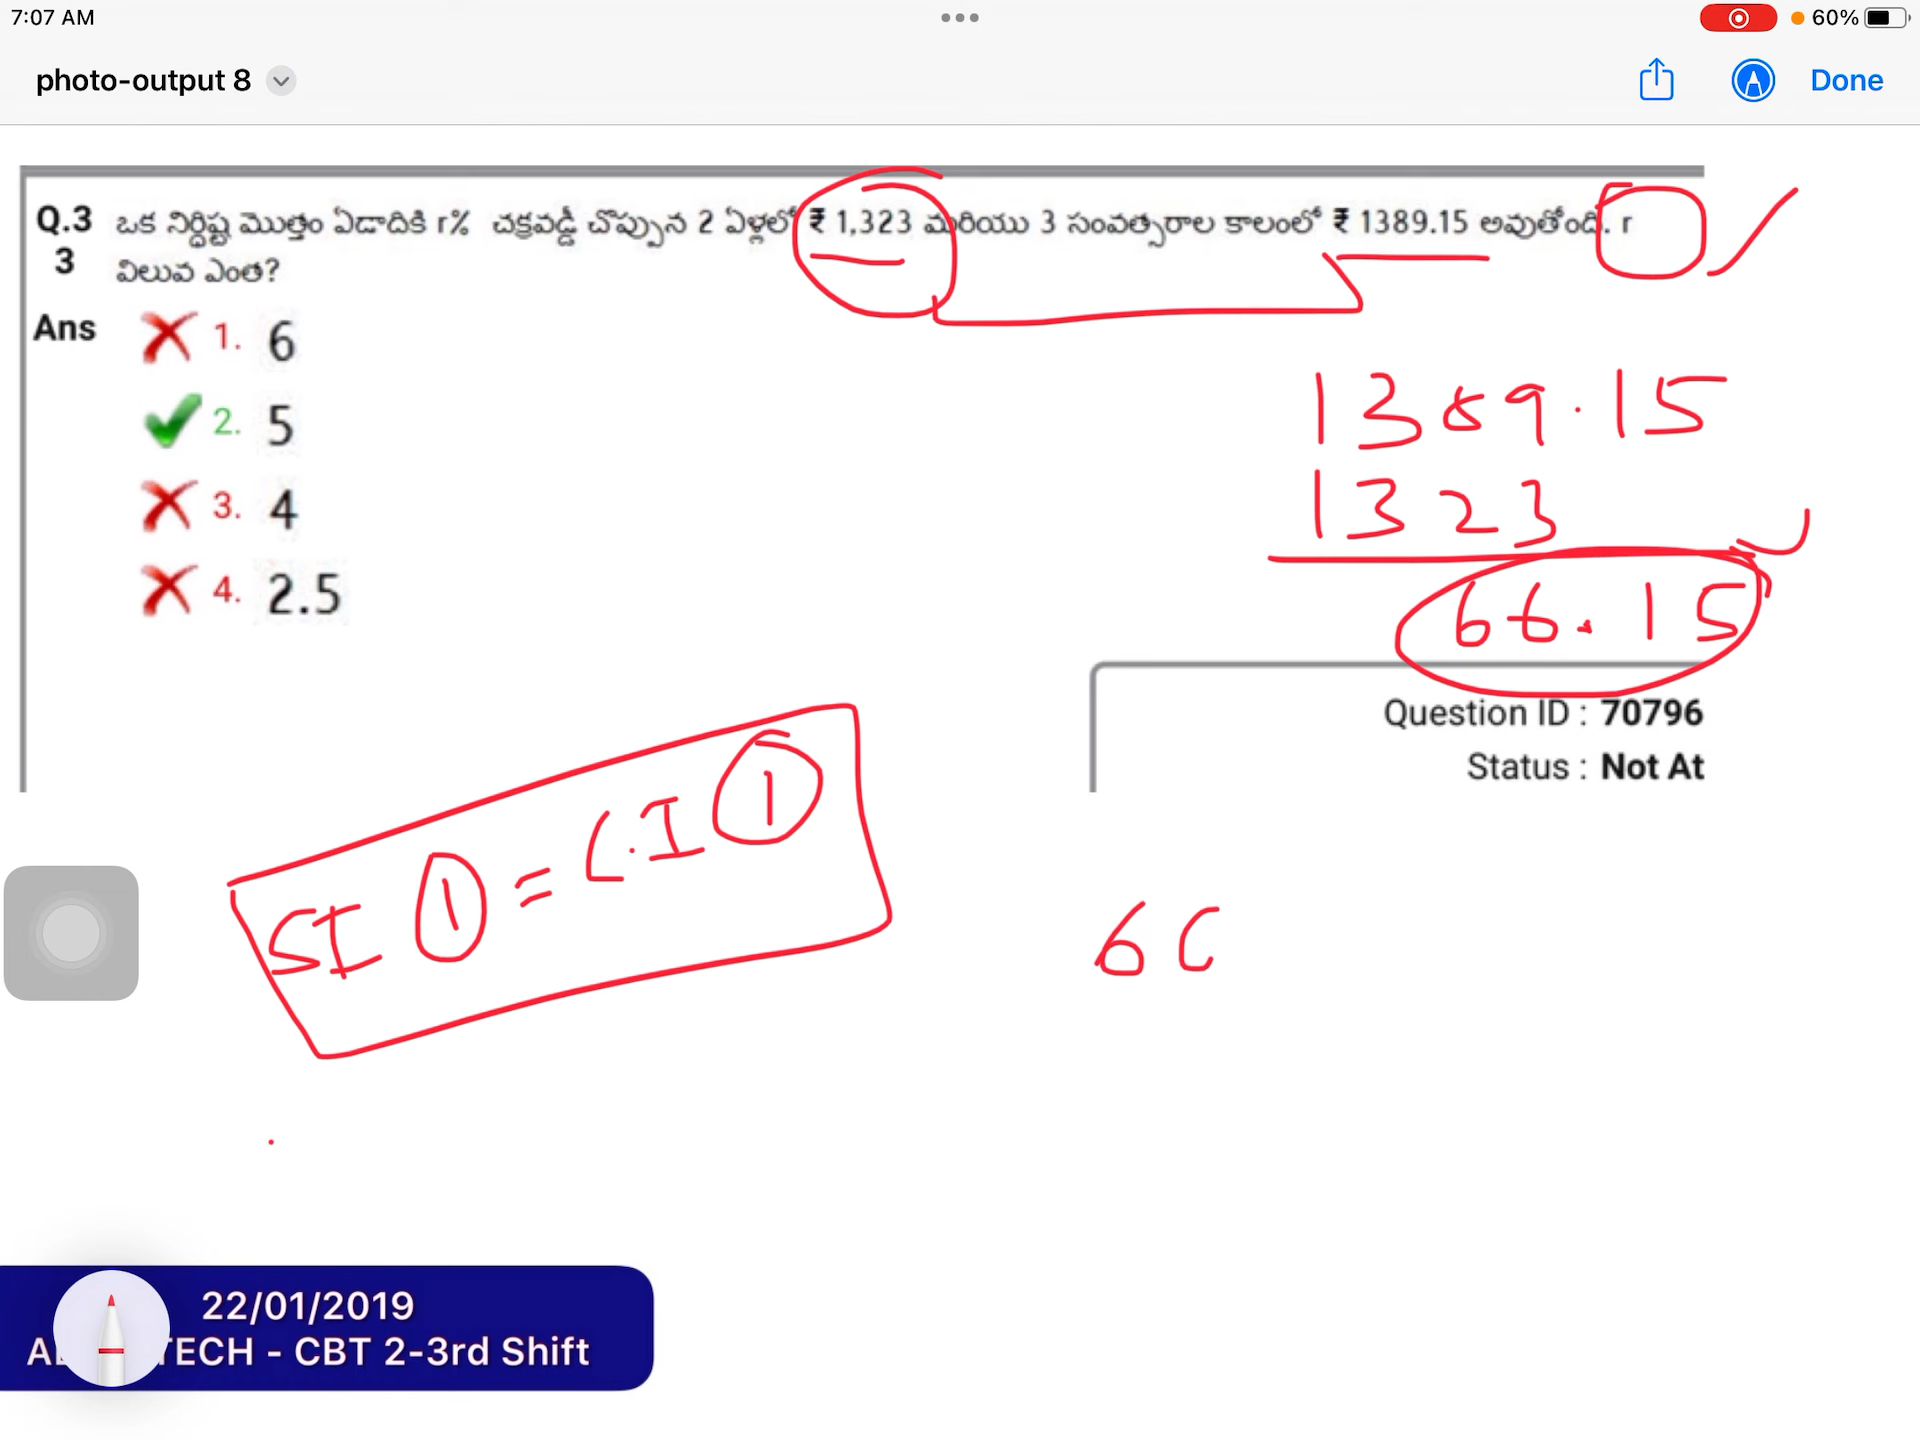 7:07 AM
60%
photo-output 8
Done
Q.3 ఒక నిర్దిష్ట మొత్తం ఏడాదికి r% చక్రవడ్డీ చొప్పున 2 ఏళ్లలో ₹ 1,323 మరియు 3 సంవత్సరాల కాలంలో ₹ 1389.15 అవుతోంది. r
3 విలువ ఎంత?
Ans 1. 6
2. 5
3. 4
4. 2.5
1389.15
1323
66.15
Question ID : 70796
Status : Not At
SI 1 = C.I 1
6
22/01/2019
TECH - CBT 2-3rd Shift